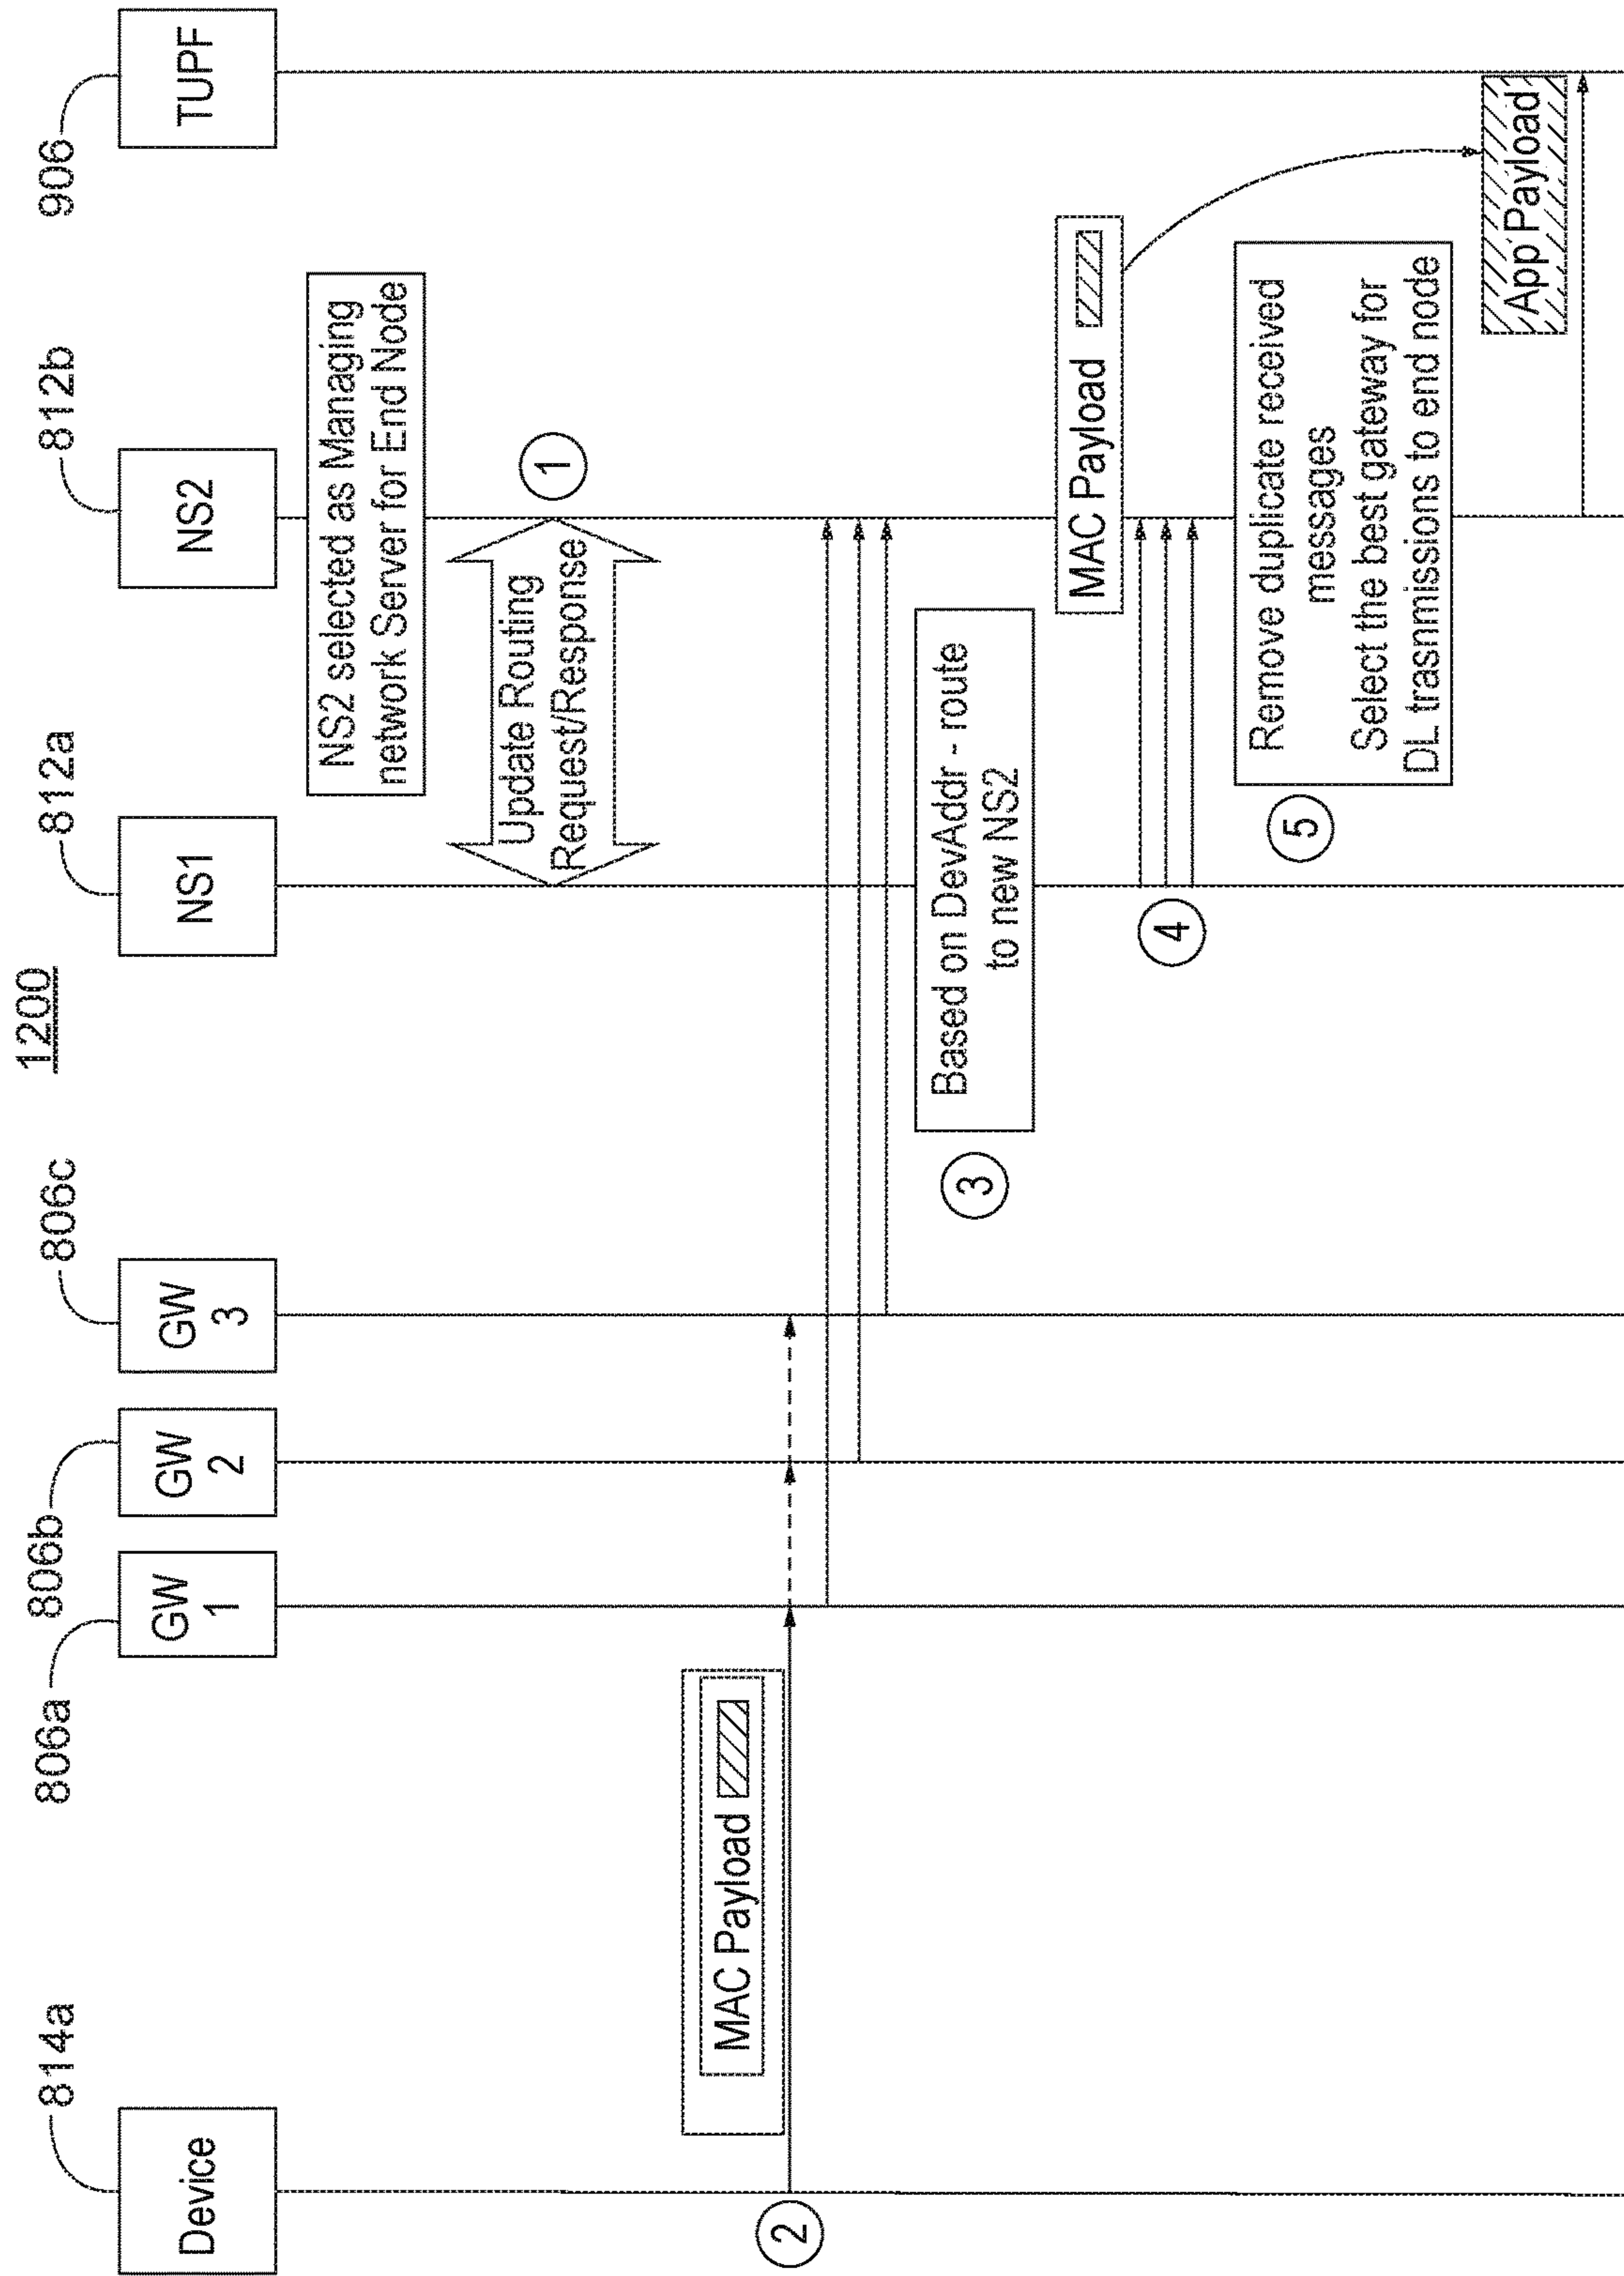 1200
814a
806a
806b
806c
812a
812b
906
Device
GW
1
GW
2
GW
3
NS1
NS2
TUPF
NS2 selected as Managing
network Server for End Node
Update Routing
Request/Response
1
MAC Payload
2
Based on DevAddr - route
to new NS2
3
MAC Payload
4
Remove duplicate received
messages
Select the best gateway for
DL trasnmissions to end node
5
App Payload